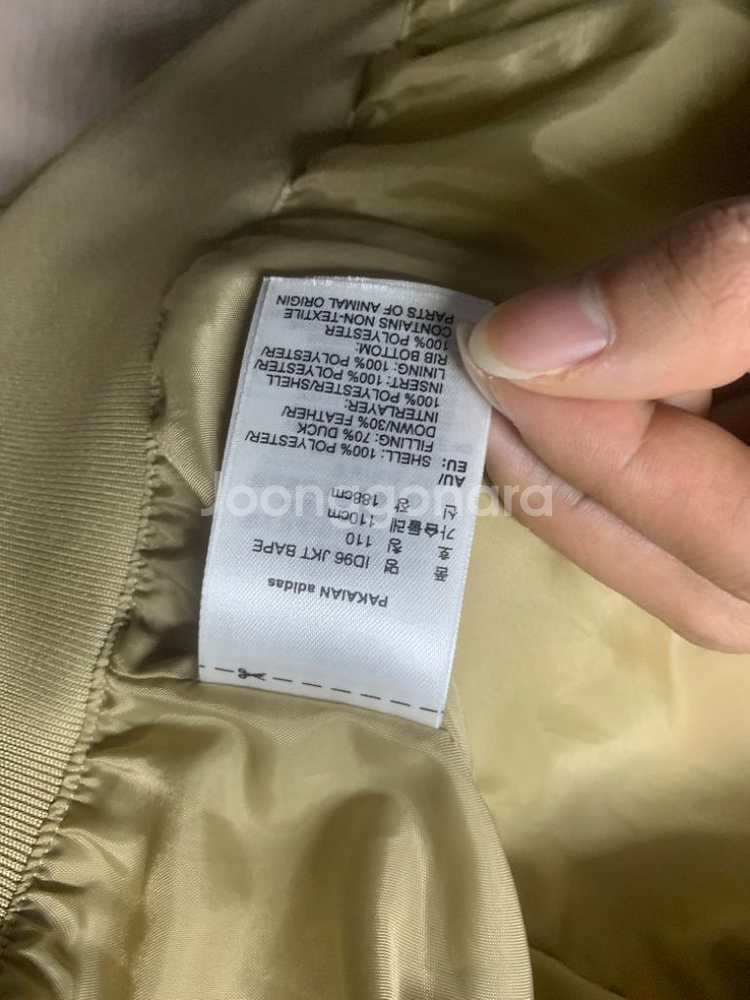 PAKAIAN adidas
품 명 ID96 JKT BAPE
호 칭 110
가슴둘레 110cm
신 장 188cm
AU/
EU:
SHELL: 100% POLYESTER/
FILLING: 70% DUCK
DOWN/30% FEATHER/
INTERLAYER:
100% POLYESTER/SHELL
INSERT: 100% POLYESTER/
LINING: 100% POLYESTER/
RIB BOTTOM:
100% POLYESTER
CONTAINS NON-TEXTILE
PARTS OF ANIMAL ORIGIN
Joonggonara